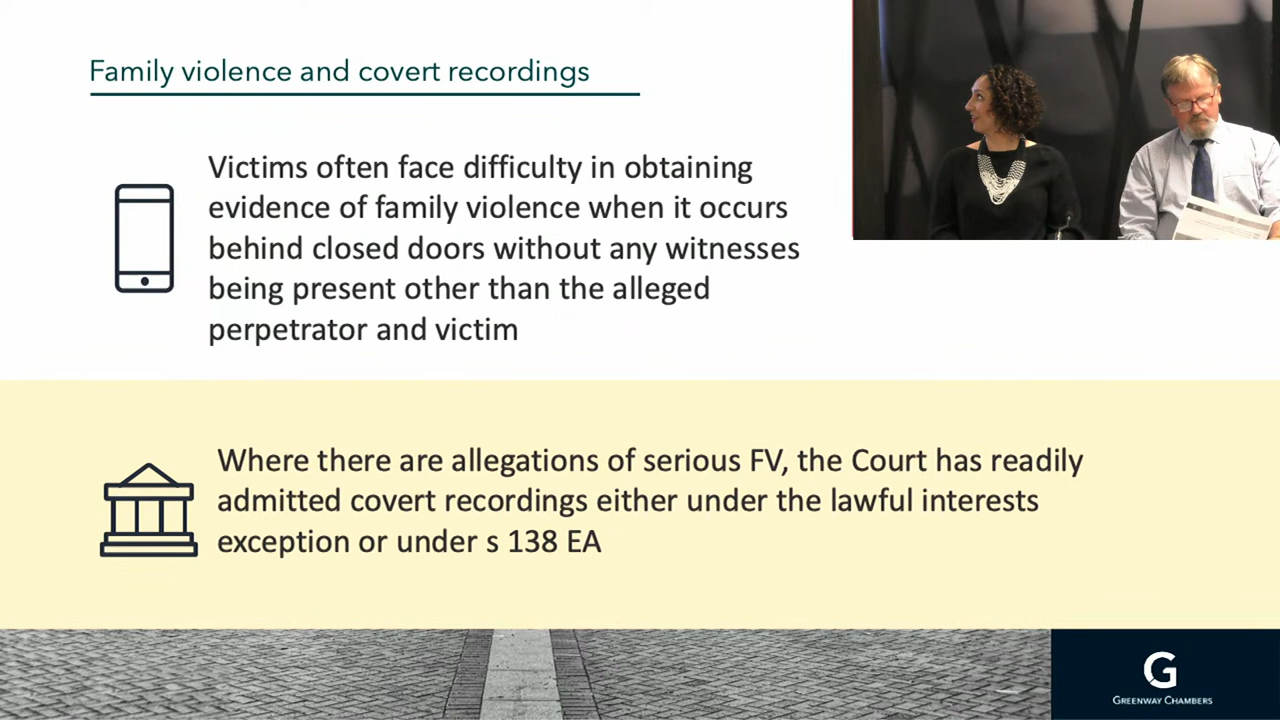 Family violence and covert recordings
Victims often face difficulty in obtaining
evidence of family violence when it occurs
behind closed doors without any witnesses
being present other than the alleged
perpetrator and victim
Where there are allegations of serious FV, the Court has readily
admitted covert recordings either under the lawful interests
exception or under s 138 EA
G
GREENWAY CHAMBERS